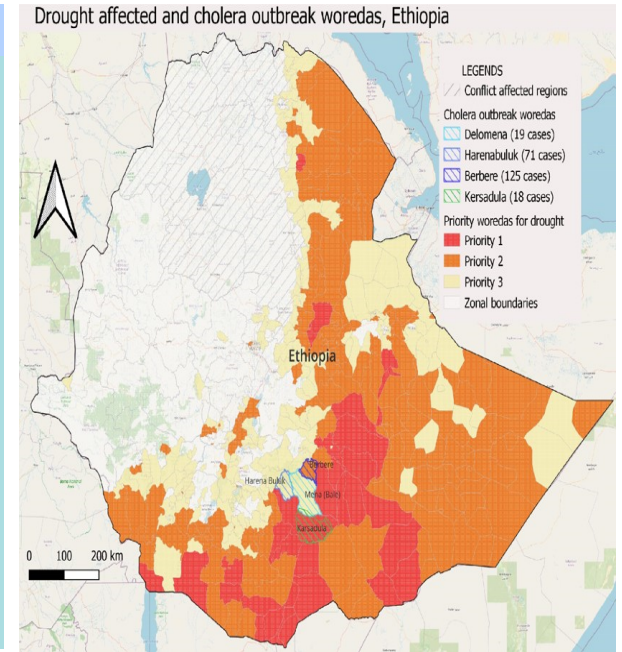 Drought affected and cholera outbreak woredas, Ethiopia
LEGENDS
Conflict affected regions
Cholera outbreak woredas
Delomena (19 cases)
Harenabuluk (71 cases)
Berbere (125 cases)
Kersadula (18 cases)
Priority woredas for drought
Priority 1
Priority 2
Priority 3
Zonal boundaries
Ethiopia
Berbere
Harena Buluk
Mena (Bale)
Karsadula
0 100 200 km